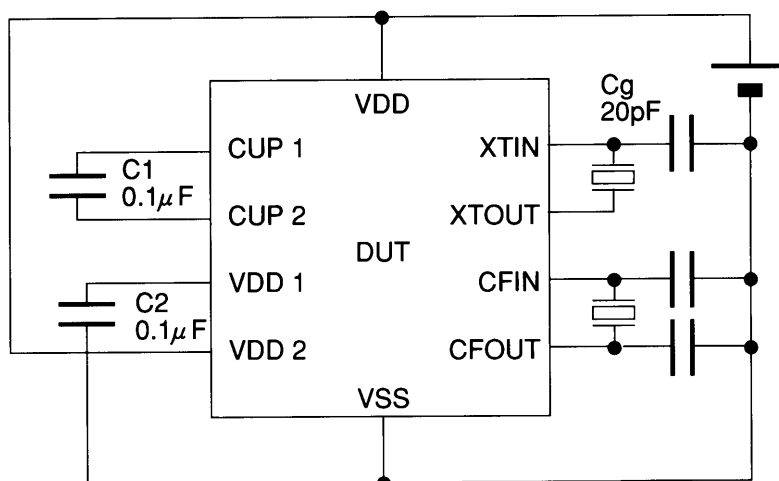 VDD
Cg
20pF
CUP 1
XTIN
C1
0.1μF
CUP 2
XTOUT
DUT
VDD 1
CFIN
C2
0.1μF
VDD 2
CFOUT
VSS